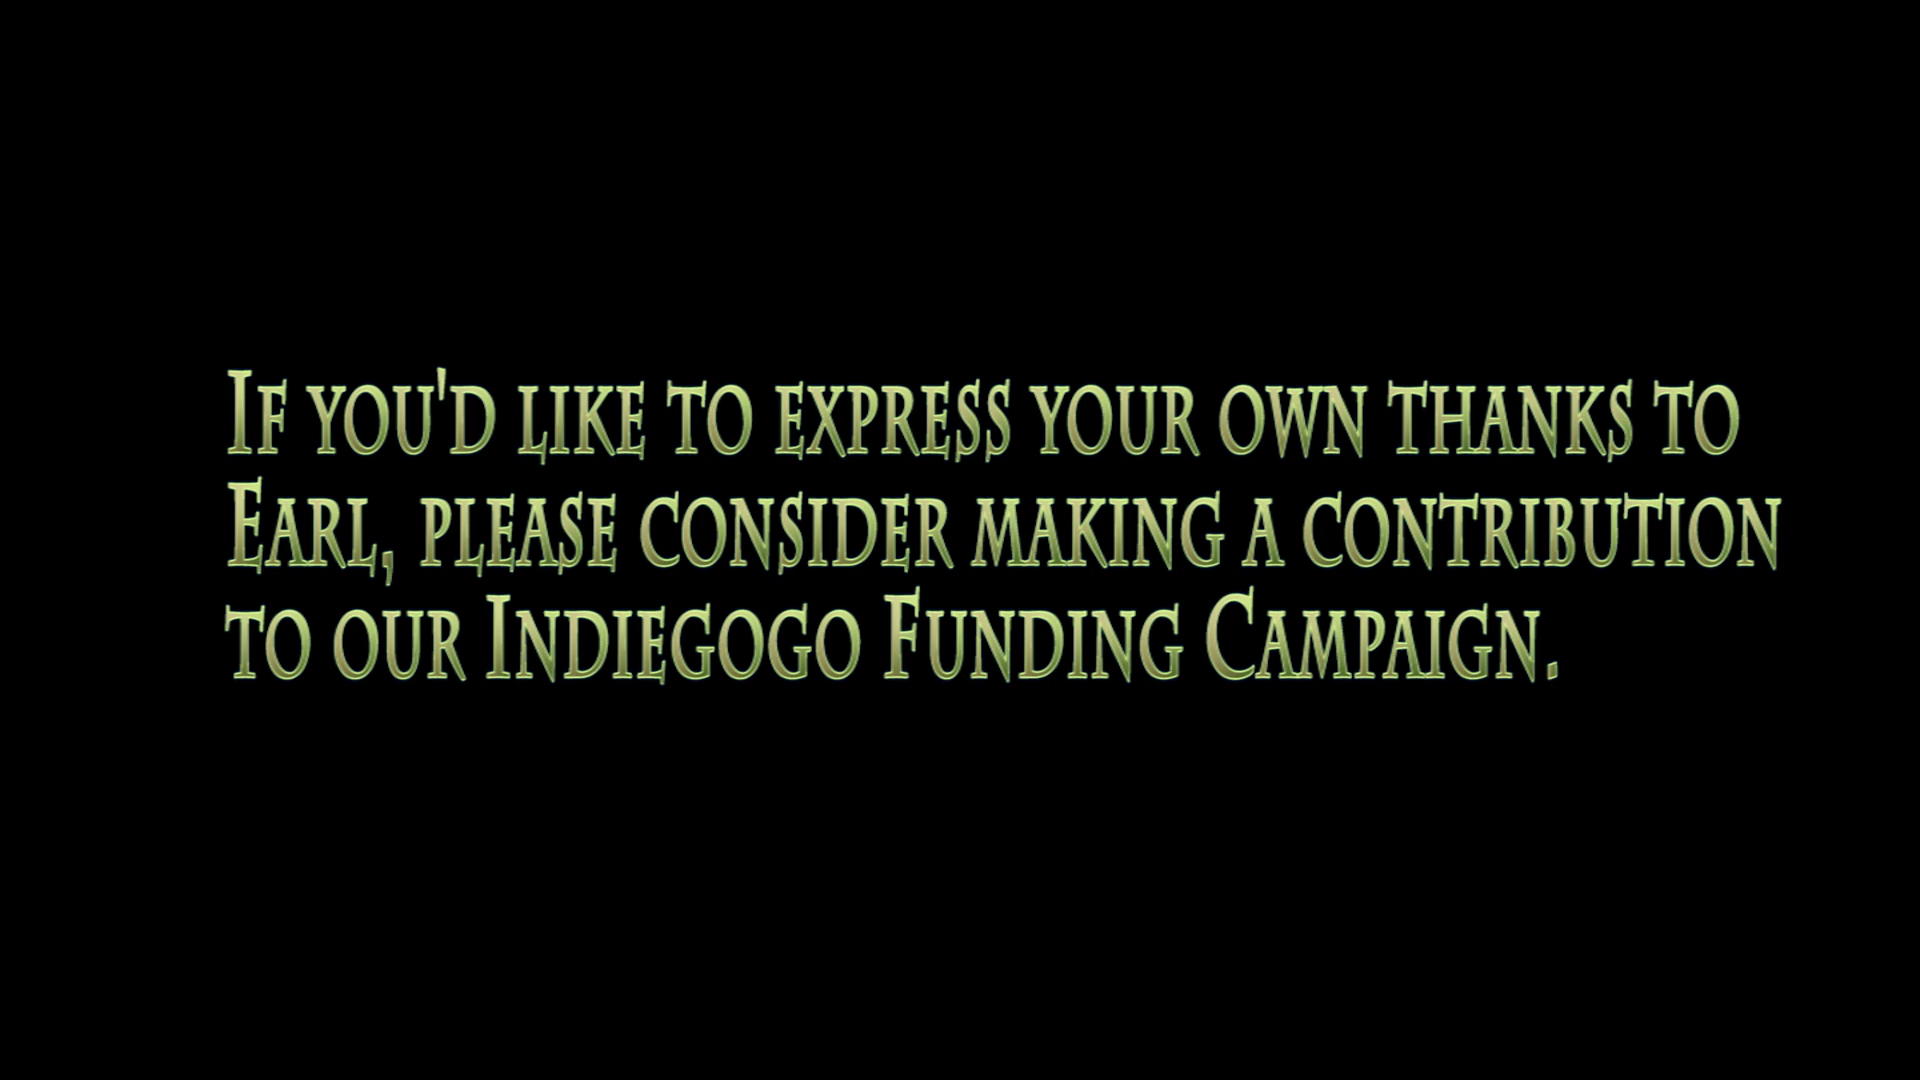 If you'd like to express your own thanks to
Earl, please consider making a contribution
to our Indiegogo Funding Campaign.